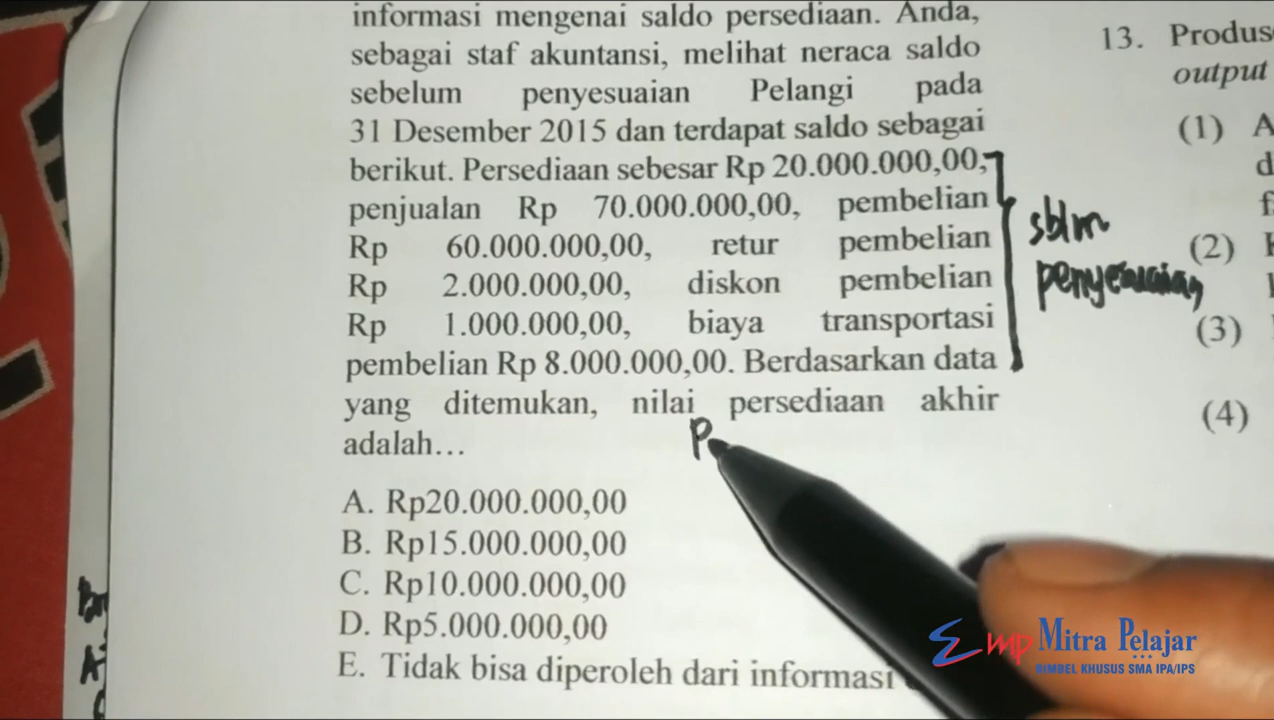 informasi mengenai saldo persediaan. Anda,
sebagai staf akuntansi, melihat neraca saldo
sebelum penyesuaian Pelangi pada
31 Desember 2015 dan terdapat saldo sebagai
berikut. Persediaan sebesar Rp 20.000.000,00,
penjualan Rp 70.000.000,00, pembelian
Rp 60.000.000,00, retur pembelian
Rp 2.000.000,00, diskon pembelian
Rp 1.000.000,00, biaya transportasi
pembelian Rp 8.000.000,00. Berdasarkan data
yang ditemukan, nilai persediaan akhir
adalah...
A. Rp20.000.000,00
B. Rp15.000.000,00
C. Rp10.000.000,00
D. Rp5.000.000,00
E. Tidak bisa diperoleh dari informasi
sblm
penyesuaian
P
13. Produs
output
(1) A
d
f
(2)
(3)
(4)
emp Mitra Pelajar
BIMBEL KHUSUS SMA IPA/IPS